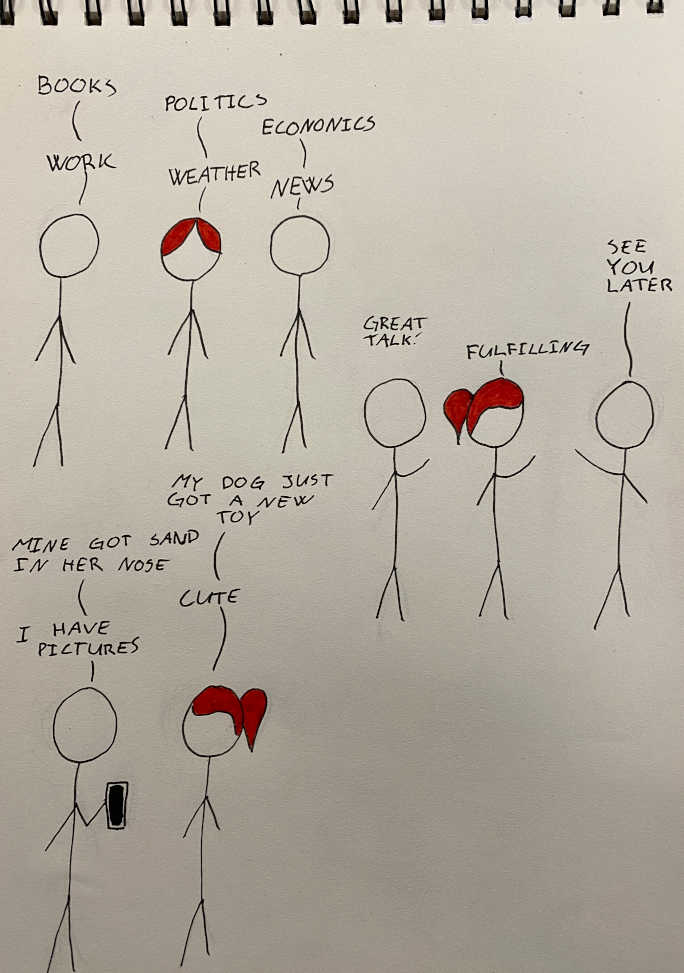 BOOKS
WORK
POLITICS
WEATHER
ECONONICS
NEWS
GREAT
TALK!
FULFILLING
SEE
YOU
LATER
MY DOG JUST
GOT A NEW
TOY
MINE GOT SAND
IN HER NOSE
CUTE
I HAVE
PICTURES